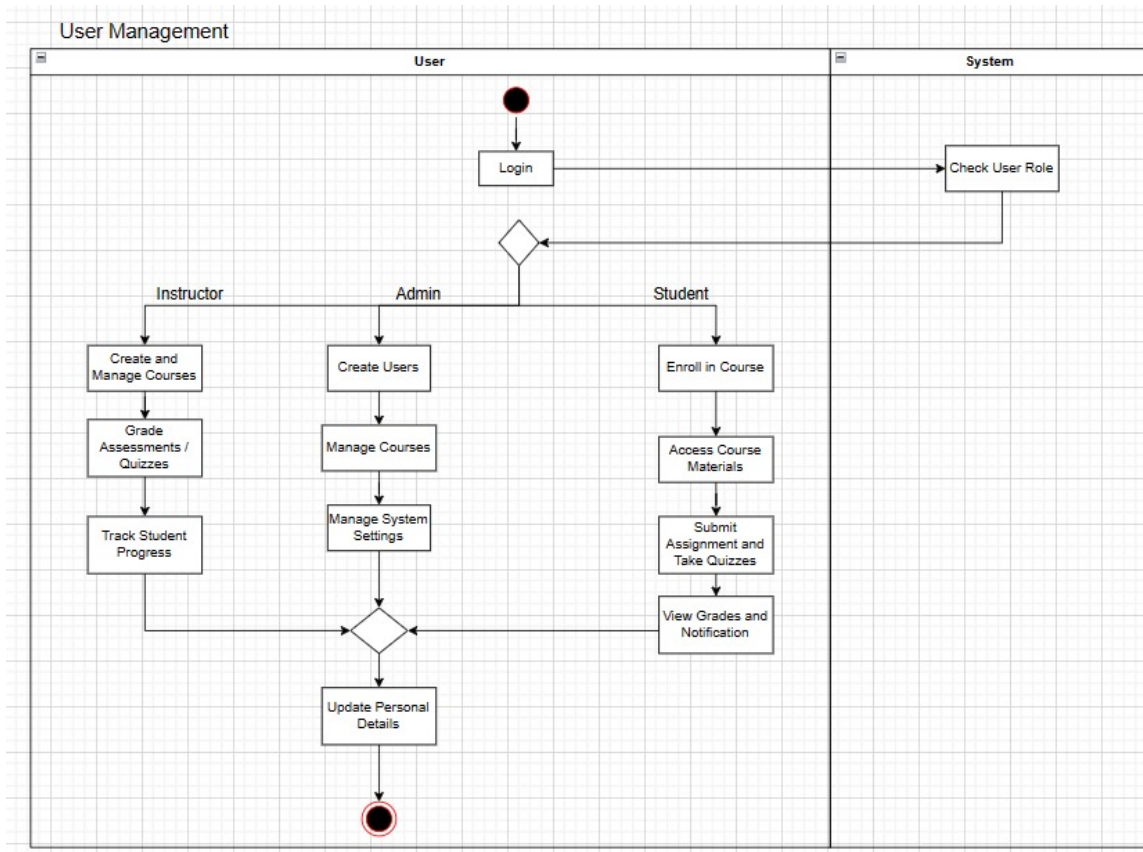 User Management
User
System
Login
Check User Role
Instructor
Admin
Student
Create and
Manage Courses
Create Users
Enroll in Course
Grade
Assessments /
Quizzes
Manage Courses
Access Course
Materials
Track Student
Progress
Manage System
Settings
Submit
Assignment and
Take Quizzes
View Grades and
Notification
Update Personal
Details